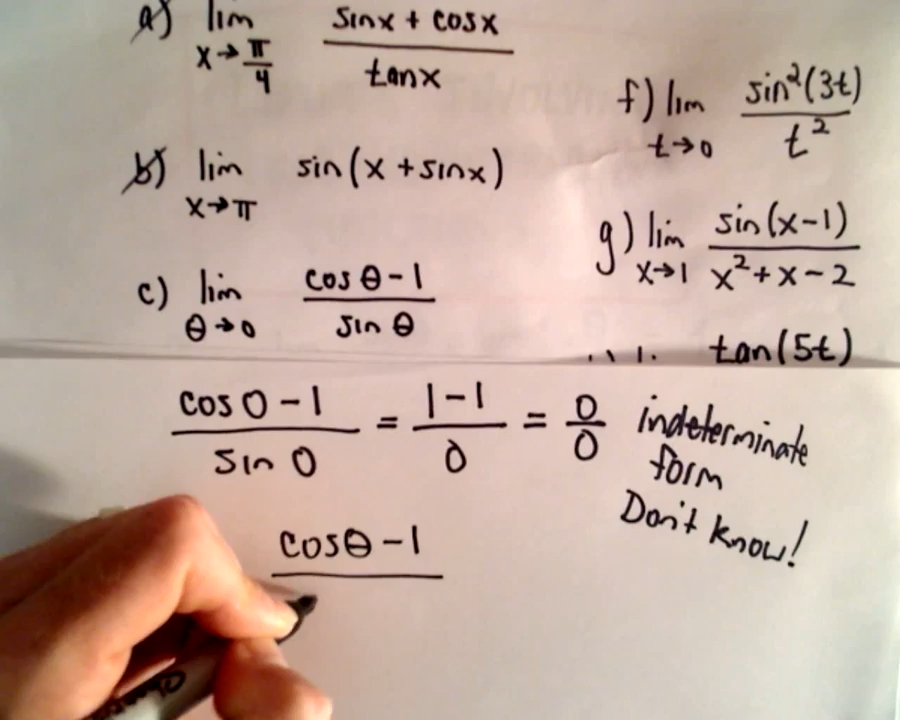 a) lim x→π/4 (sinx + cosx)/tanx
b) lim x→π sin(x + sinx)
c) lim θ→0 (cos θ - 1)/sin θ
f) lim t→0 sin²(3t)/t²
g) lim x→1 sin(x-1)/(x²+x-2)
tan(5t)
(cos 0 - 1)/sin 0 = (1-1)/0 = 0/0 indeterminate
form
Don't know!
cosθ - 1